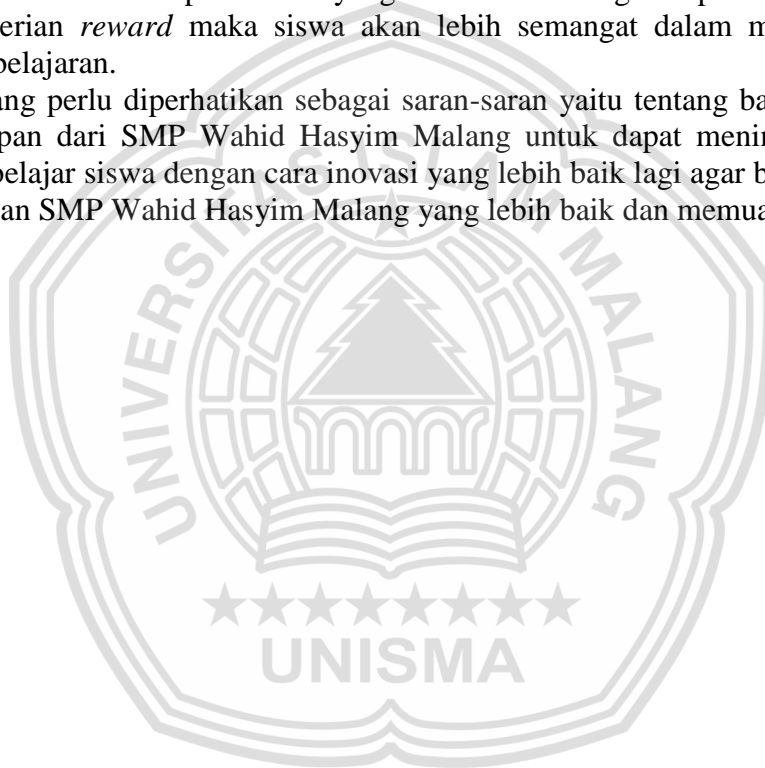 erian reward maka siswa akan lebih semangat dalam m
belajaran.
ang perlu diperhatikan sebagai saran-saran yaitu tentang ba
pan dari SMP Wahid Hasyim Malang untuk dapat menin
belajar siswa dengan cara inovasi yang lebih baik lagi agar b
an SMP Wahid Hasyim Malang yang lebih baik dan memua
UNIVERSITAS ISLAM MALANG
UNISMA